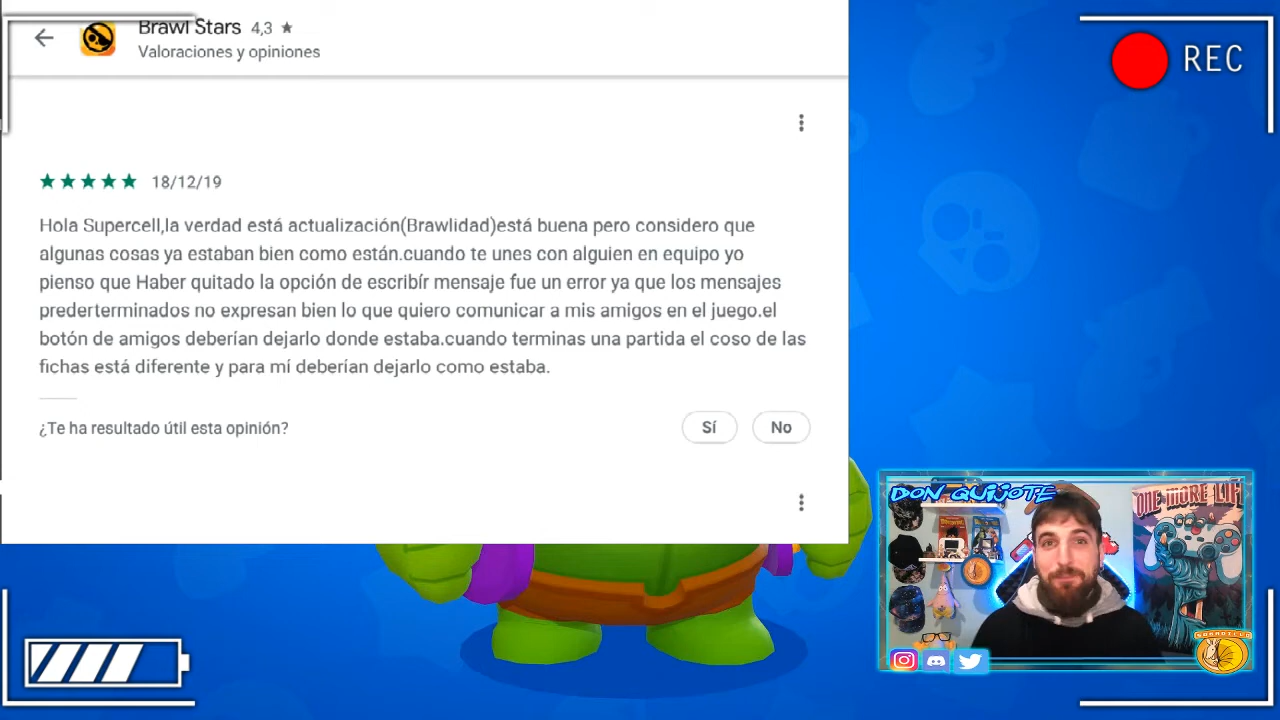 Brawl Stars 4,3 ★
Valoraciones y opiniones
REC
18/12/19
Hola Supercell,la verdad está actualización(Brawlidad)está buena pero considero que
algunas cosas ya estaban bien como están.cuando te unes con alguien en equipo yo
pienso que Haber quitado la opción de escribír mensaje fue un error ya que los mensajes
prederterminados no expresan bien lo que quiero comunicar a mis amigos en el juego.el
botón de amigos deberían dejarlo donde estaba.cuando terminas una partida el coso de las
fichas está diferente y para mí deberían dejarlo como estaba.
¿Te ha resultado útil esta opinión?
Sí
No
DON QUIJOTE
ONE MORE LIF